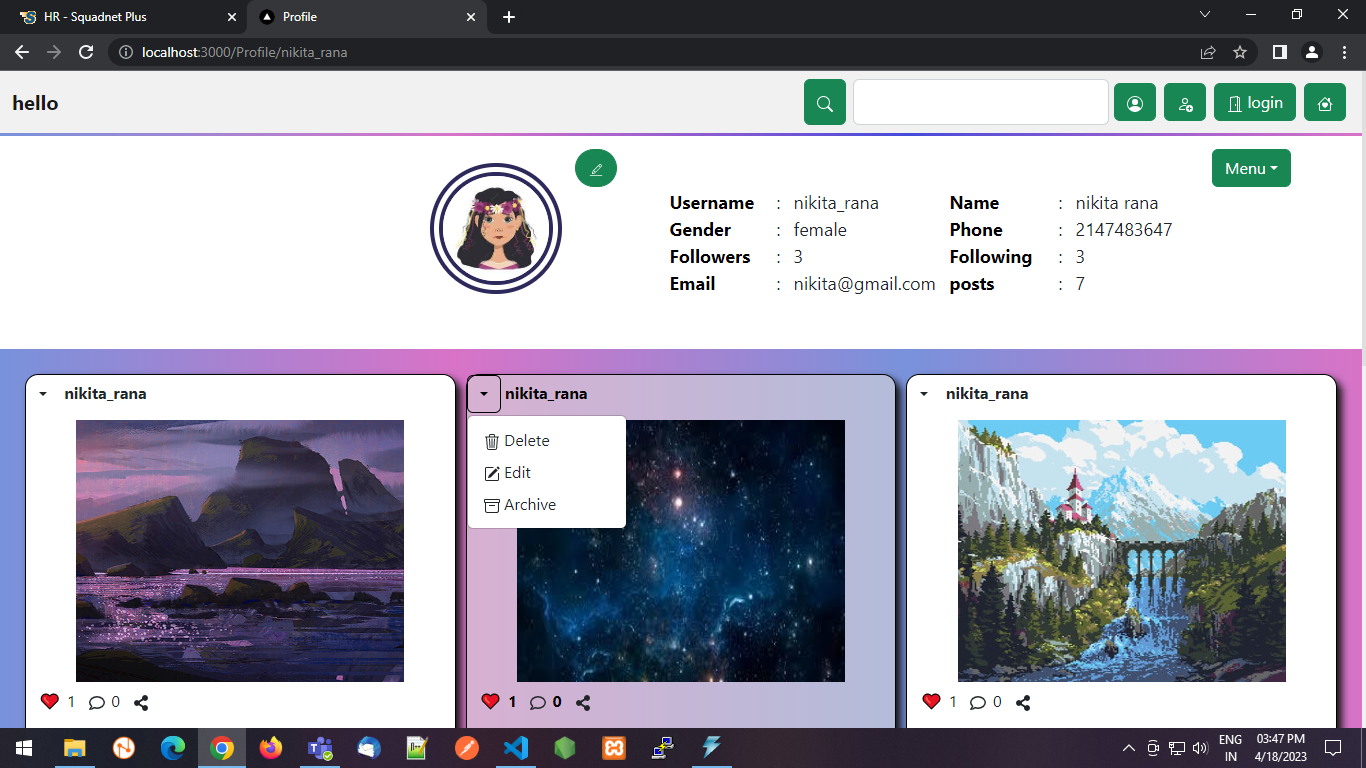 HR - Squadnet Plus
Profile
localhost:3000/Profile/nikita_rana
hello
login
Menu
Username : nikita_rana Name : nikita rana
Gender : female Phone : 2147483647
Followers : 3 Following : 3
Email : nikita@gmail.com posts : 7
nikita_rana
nikita_rana
nikita_rana
Delete
Edit
Archive
1 0
1 0
1 0
ENG
IN
03:47 PM
4/18/2023